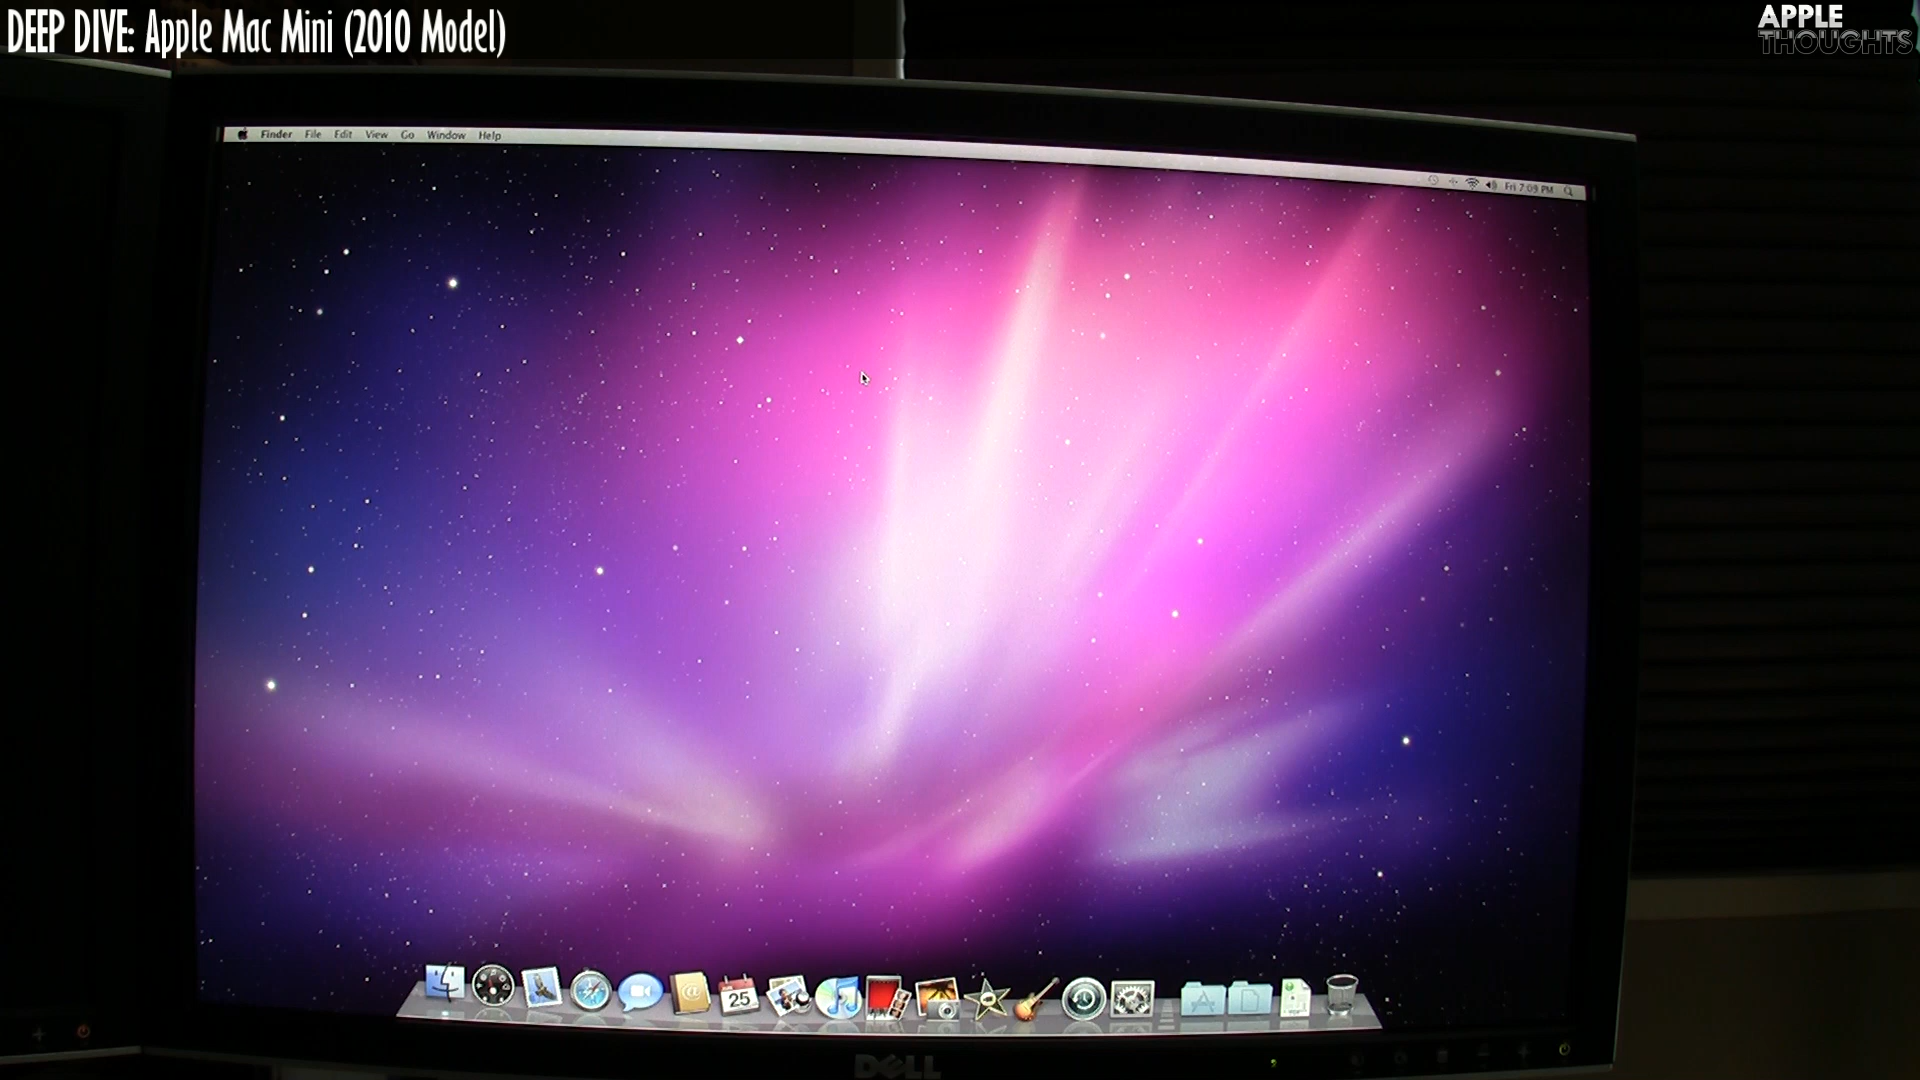 DEEP DIVE: Apple Mac Mini (2010 Model)
APPLE
THOUGHTS
Finder File Edit View Go Window Help
Fri 7:09 PM
25
DELL